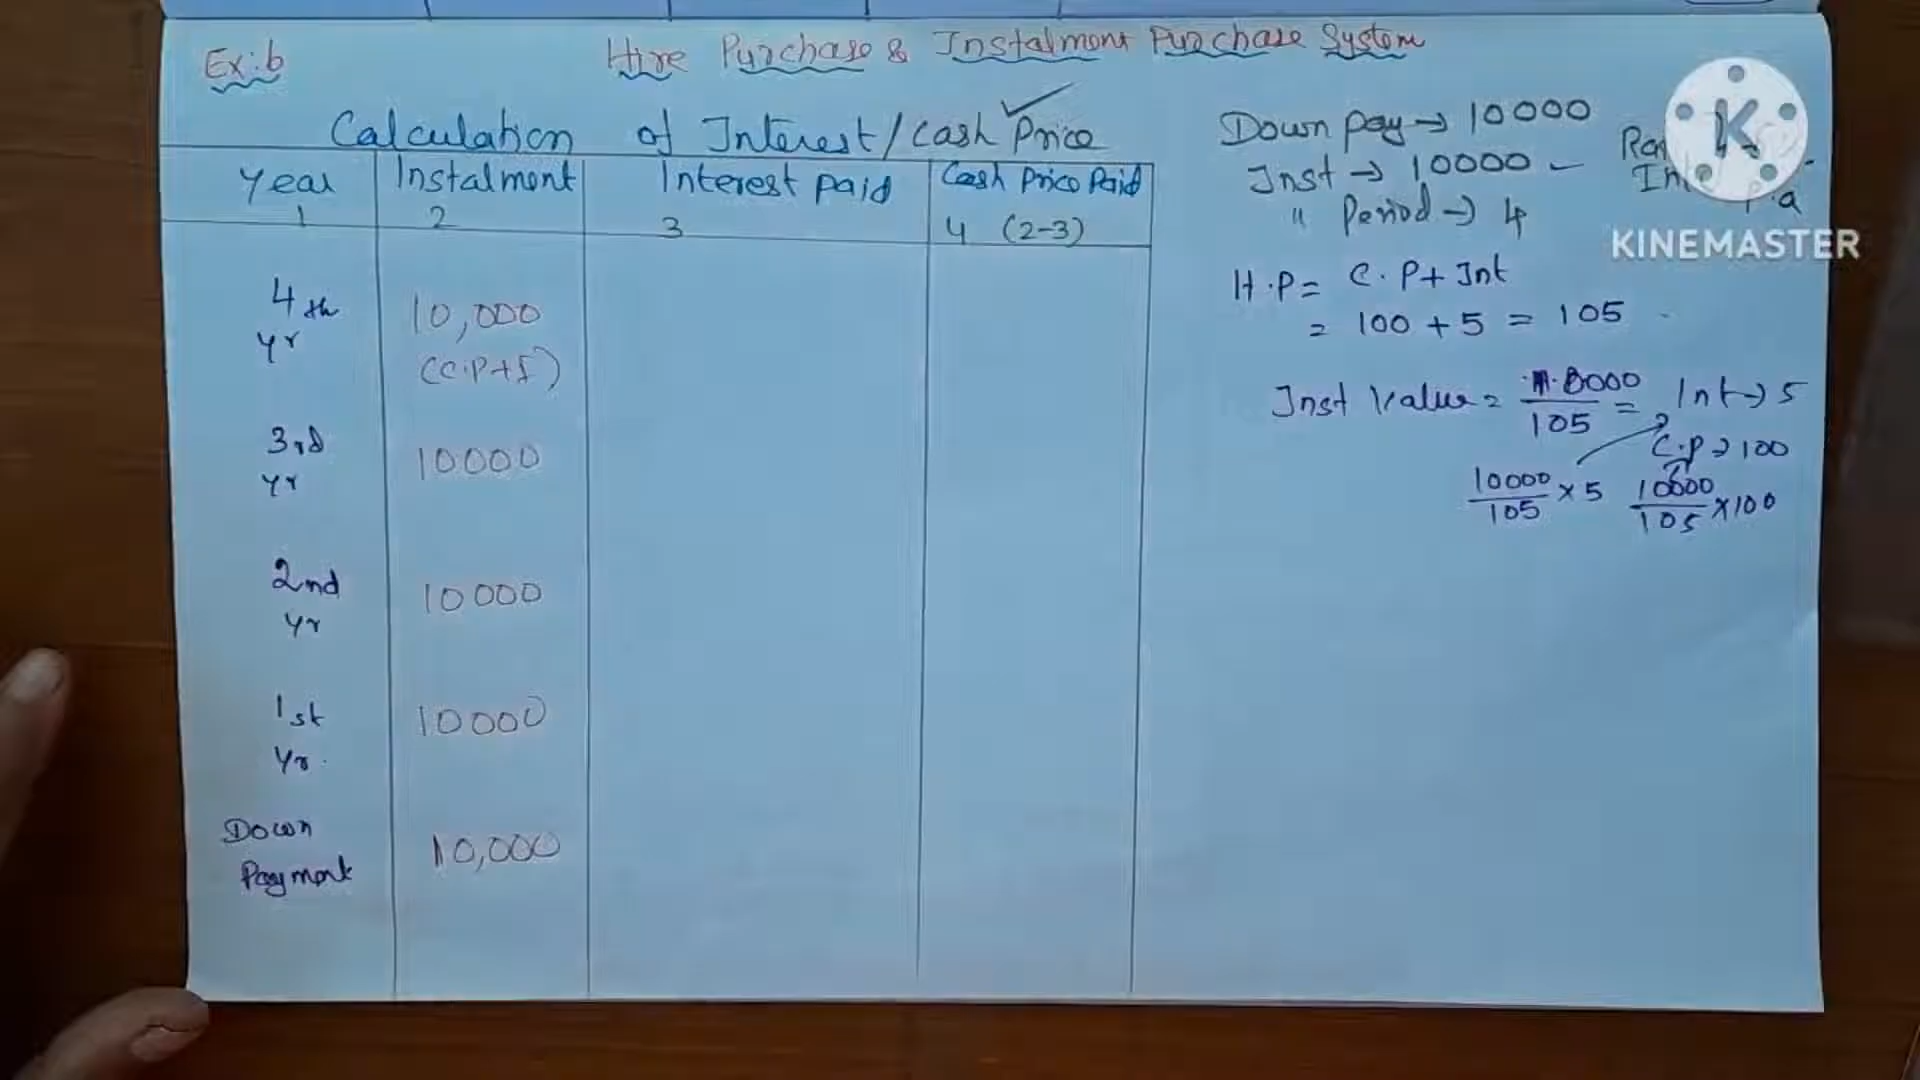 Ex:6
Hire Purchase & Instalment Purchase System
Calculation of Interest/Cash Price
Year Instalment Interest paid Cash Price Paid
1 2 3 4 (2-3)
4th yr
10,000
(C.P+I)
3rd yr
10000
2nd yr
10000
1st yr.
10000
Down Payment
10,000
Down pay → 10000
Inst → 10000
" Period → 4
p.a
H.P = C.P + Int
= 100 + 5 = 105
Inst Value =
105 = Int → 5
C.P → 100
10000/105 × 5
10000/105 × 100
K
KINEMASTER